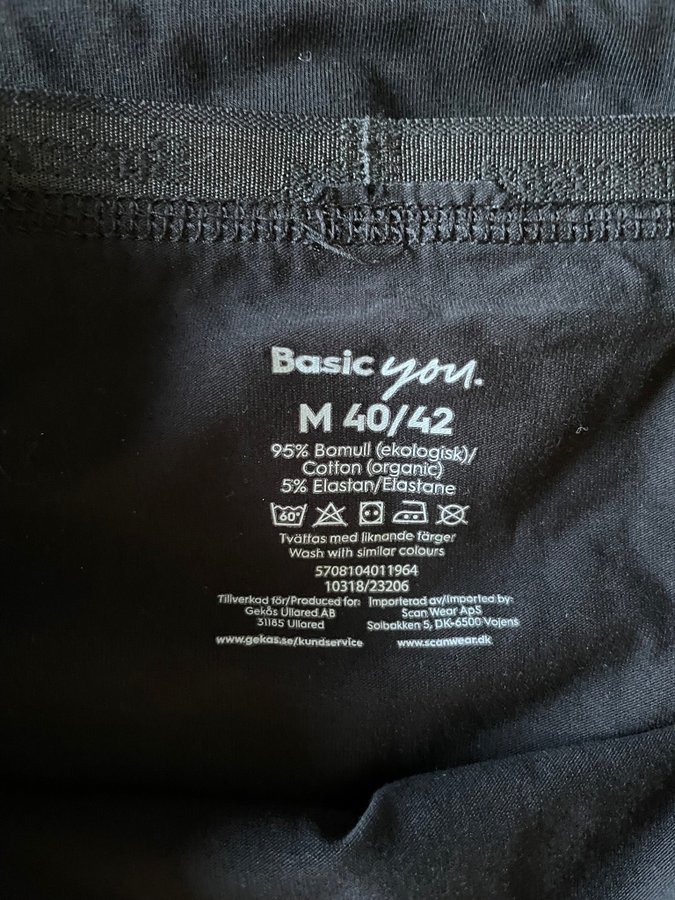 Basic you.
M 40/42
95% Bomull (ekologisk)/
Cotton (organic)
5% Elastan/Elastane
60°
Tvättas med liknande färger
Wash with similar colours
5708104011964
10318/23206
Tillverkad för/Produced for:
Gekås Ullared AB
31185 Ullared
www.gekas.se/kundservice
Importerad av/Imported by:
Scan Wear ApS
Solbakken 5, DK-6500 Vojens
www.scanwear.dk